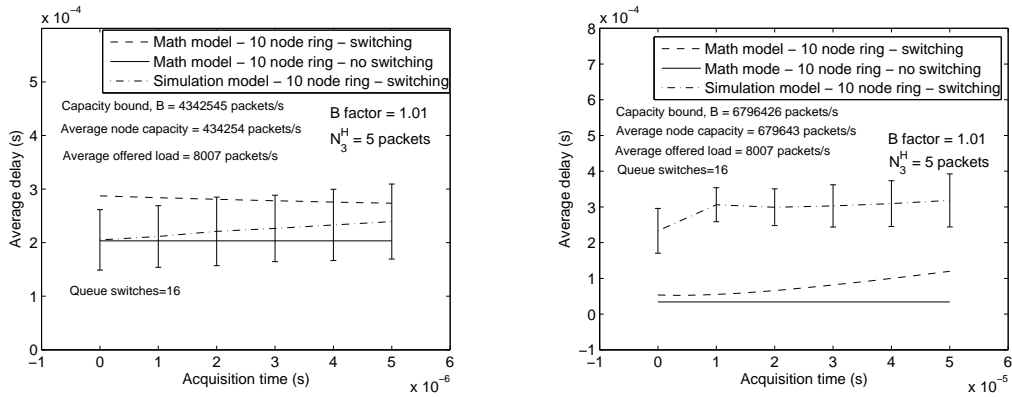 x 10⁻⁴
Math model − 10 node ring − switching
Math model − 10 node ring − no switching
Simulation model − 10 node ring − switching
Capacity bound, B = 4342545 packets/s
B factor = 1.01
Average node capacity = 434254 packets/s
N₃ᴴ = 5 packets
Average offered load = 8007 packets/s
Queue switches=16
Average delay (s)
5
4
3
2
1
0
−1 0 1 2 3 4 5 6
Acquisition time (s)
x 10⁻⁶
x 10⁻⁴
Math model − 10 node ring − switching
Math mode − 10 node ring − no switching
Simulation model − 10 node ring − switching
Capacity bound, B = 6796426 packets/s
Average node capacity = 679643 packets/s
B factor = 1.01
Average offered load = 8007 packets/s
N₃ᴴ = 5 packets
Queue switches=16
Average delay (s)
8
7
6
5
4
3
2
1
0
−1
−1 0 1 2 3 4 5 6
Acquisition time (s)
x 10⁻⁵